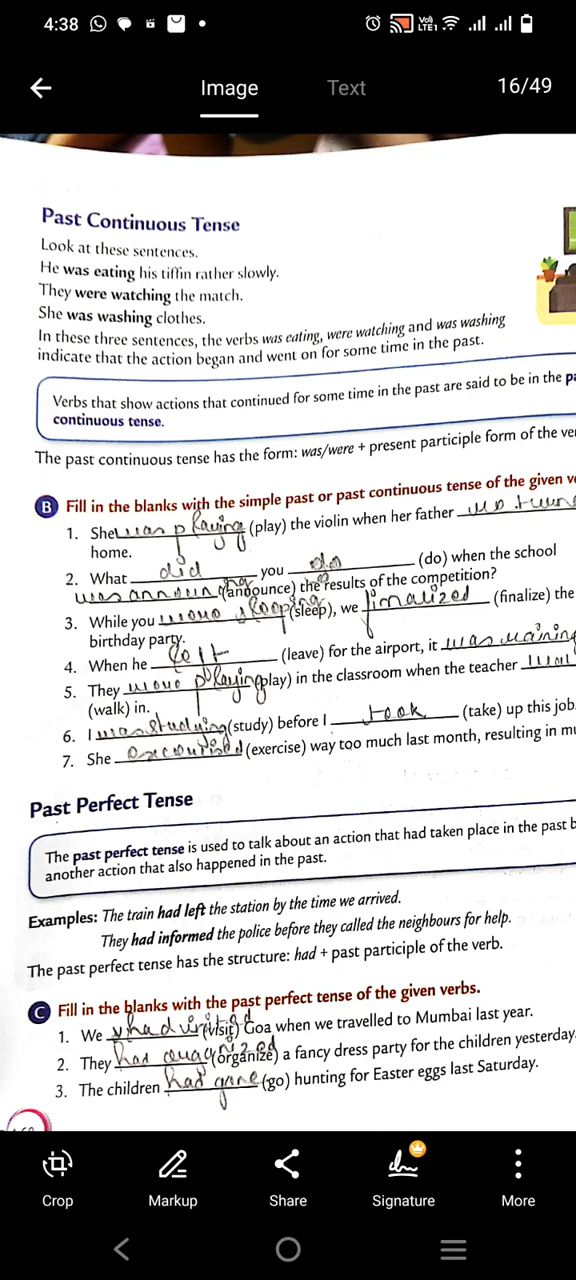 4:38
Vo) LTE1
Image Text 16/49
Past Continuous Tense
Look at these sentences.
He was eating his tiffin rather slowly.
They were watching the match.
She was washing clothes.
In these three sentences, the verbs was eating, were watching and was washing
indicate that the action began and went on for some time in the past.
Verbs that show actions that continued for some time in the past are said to be in the
continuous tense.
The past continuous tense has the form: was/were + present participle form of the
B Fill in the blanks with the simple past or past continuous tense of the given
1. She was playing (play) the violin when her father
home.
2. What did you do (do) when the school
was announcing (announce) the results of the competition?
3. While you were sleeping (sleep), we finalized (finalize) the
birthday party.
4. When he left (leave) for the airport, it was raining
5. They were playing (play) in the classroom when the teacher
(walk) in.
6. I was studying (study) before I took (take) up this job.
7. She exercised (exercise) way too much last month, resulting in
Past Perfect Tense
The past perfect tense is used to talk about an action that had taken place in the past
another action that also happened in the past.
Examples: The train had left the station by the time we arrived.
They had informed the police before they called the neighbours for help.
The past perfect tense has the structure: had + past participle of the verb.
C Fill in the blanks with the past perfect tense of the given verbs.
1. We had visited (visit) Goa when we travelled to Mumbai last year.
2. They had organized (organize) a fancy dress party for the children yesterday.
3. The children had gone (go) hunting for Easter eggs last Saturday.
Crop Markup Share Signature More